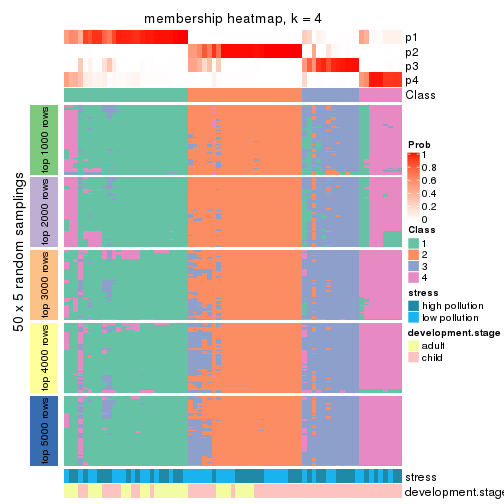 membership heatmap, k = 4
p1
p2
p3
p4
Class
50 x 5 random samplings
top 1000 rows
top 2000 rows
top 3000 rows
top 4000 rows
top 5000 rows
stress
development.stage
Prob
1
0.8
0.6
0.4
0.2
0
Class
1
2
3
4
stress
high pollution
low pollution
development.stage
adult
child